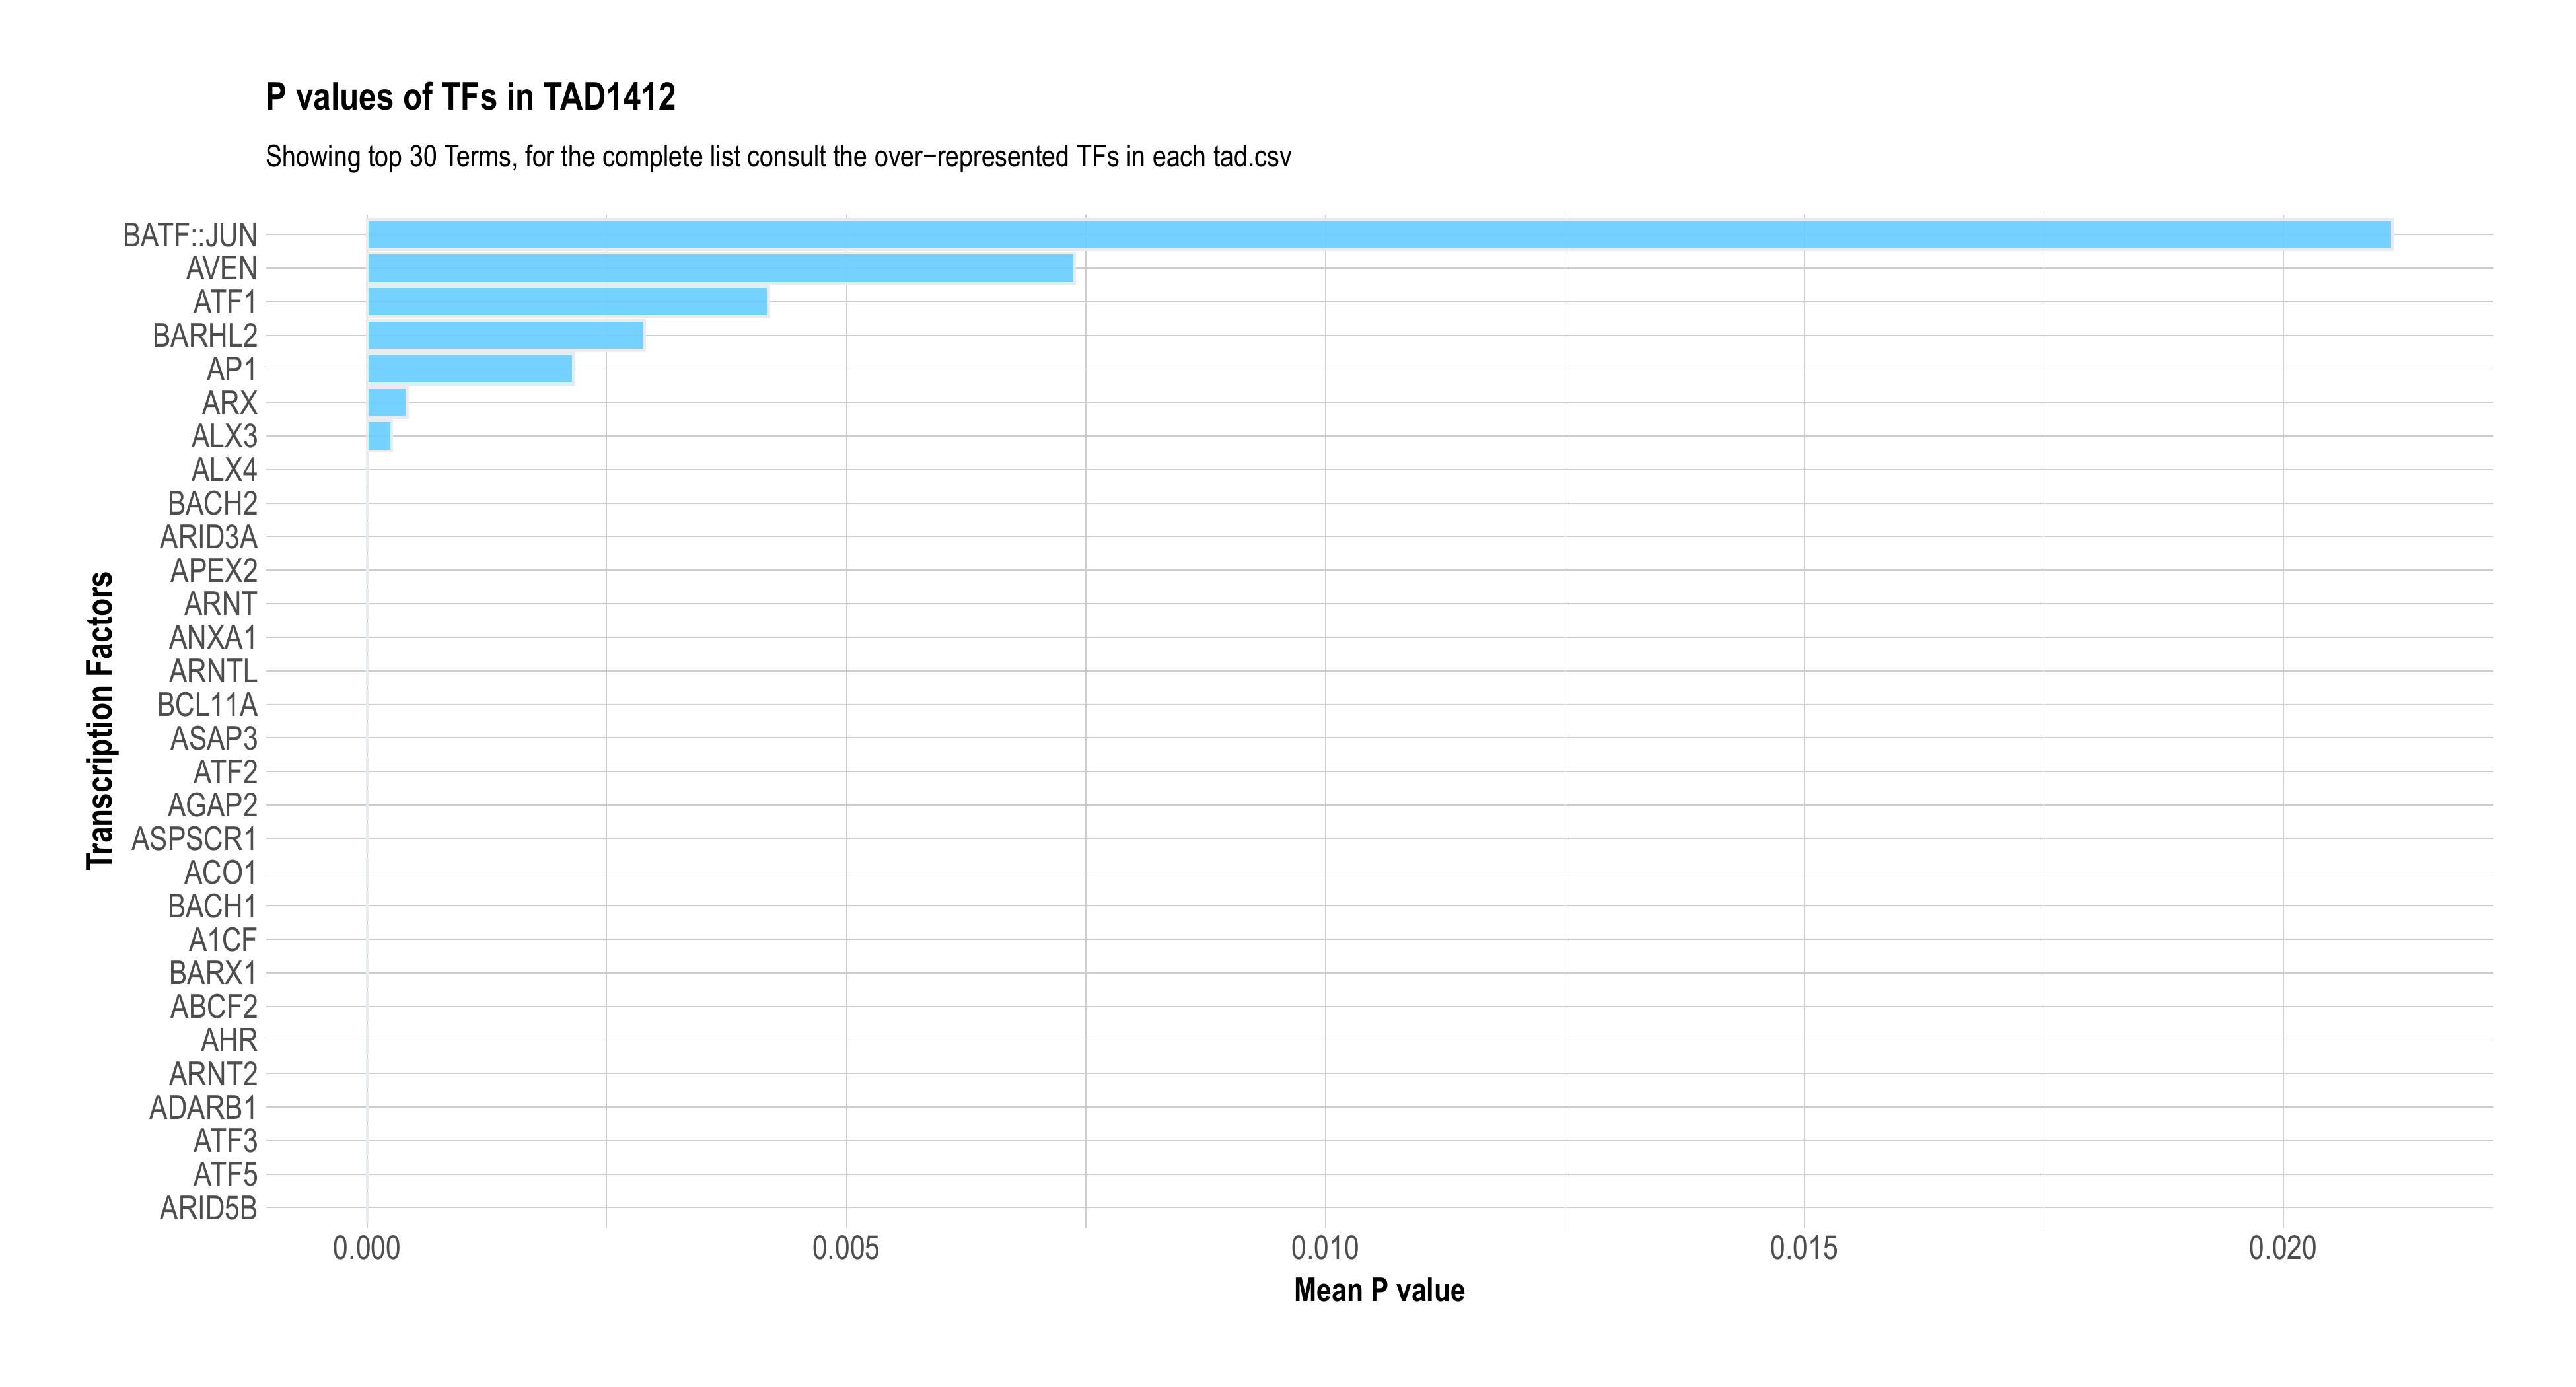 P values of TFs in TAD1412
Showing top 30 Terms, for the complete list consult the over−represented TFs in each tad.csv
BATF::JUN
AVEN
ATF1
BARHL2
AP1
ARX
ALX3
ALX4
BACH2
ARID3A
APEX2
ARNT
ANXA1
ARNTL
BCL11A
ASAP3
ATF2
AGAP2
ASPSCR1
ACO1
BACH1
A1CF
BARX1
ABCF2
AHR
ARNT2
ADARB1
ATF3
ATF5
ARID5B
Transcription Factors
0.000 0.005 0.010 0.015 0.020
Mean P value